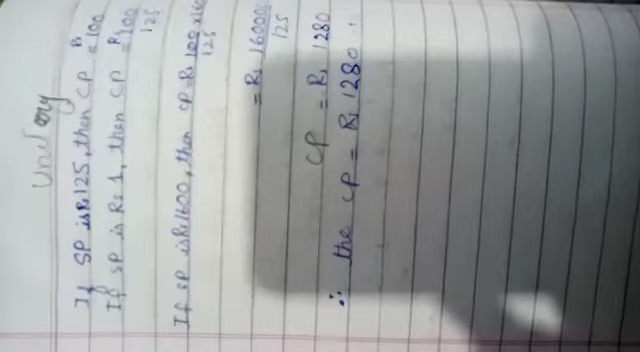 Unitary
If SP is Rs 125, then CP = Rs 100
If SP is Rs 1, then CP = Rs 100/125
If SP is Rs 1600, then CP = Rs 100 x 160/125
= Rs 160000/125
CP = Rs 1280
∴ the CP = Rs 1280.